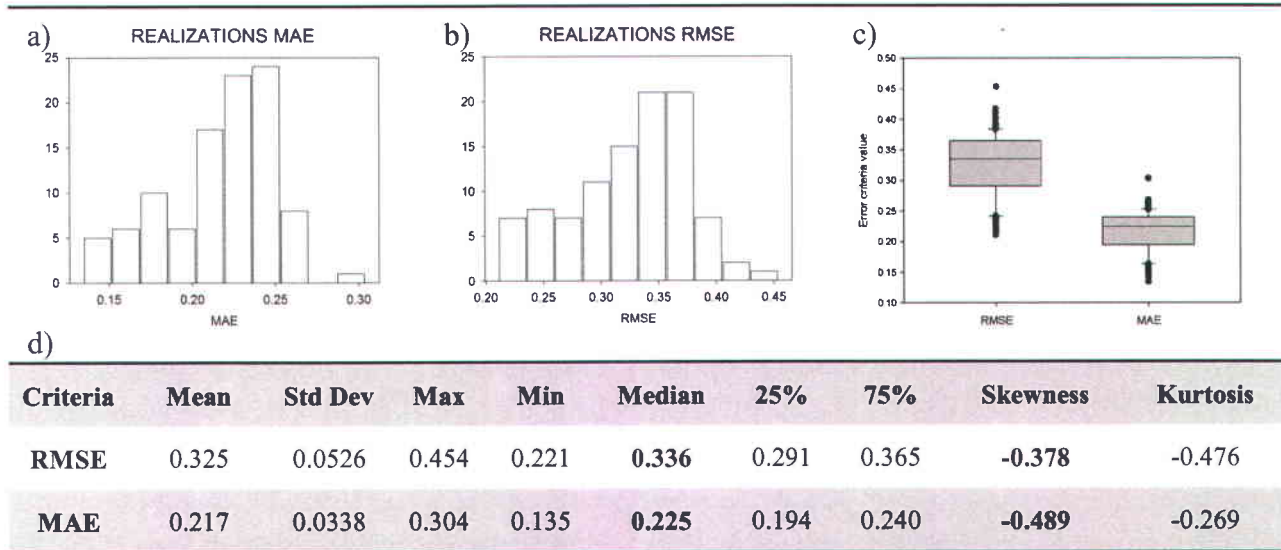 a)
REALIZATIONS MAE
25
20
15
10
5
0
0.15 0.20 0.25 0.30
MAE
b)
REALIZATIONS RMSE
25
20
15
10
5
0
0.20 0.25 0.30 0.35 0.40 0.45
RMSE
c)
Error criteria value
0.50
0.45
0.40
0.35
0.30
0.25
0.20
0.15
0.10
RMSE MAE
d)
Criteria Mean Std Dev Max Min Median 25% 75% Skewness Kurtosis
RMSE 0.325 0.0526 0.454 0.221 0.336 0.291 0.365 -0.378 -0.476
MAE 0.217 0.0338 0.304 0.135 0.225 0.194 0.240 -0.489 -0.269